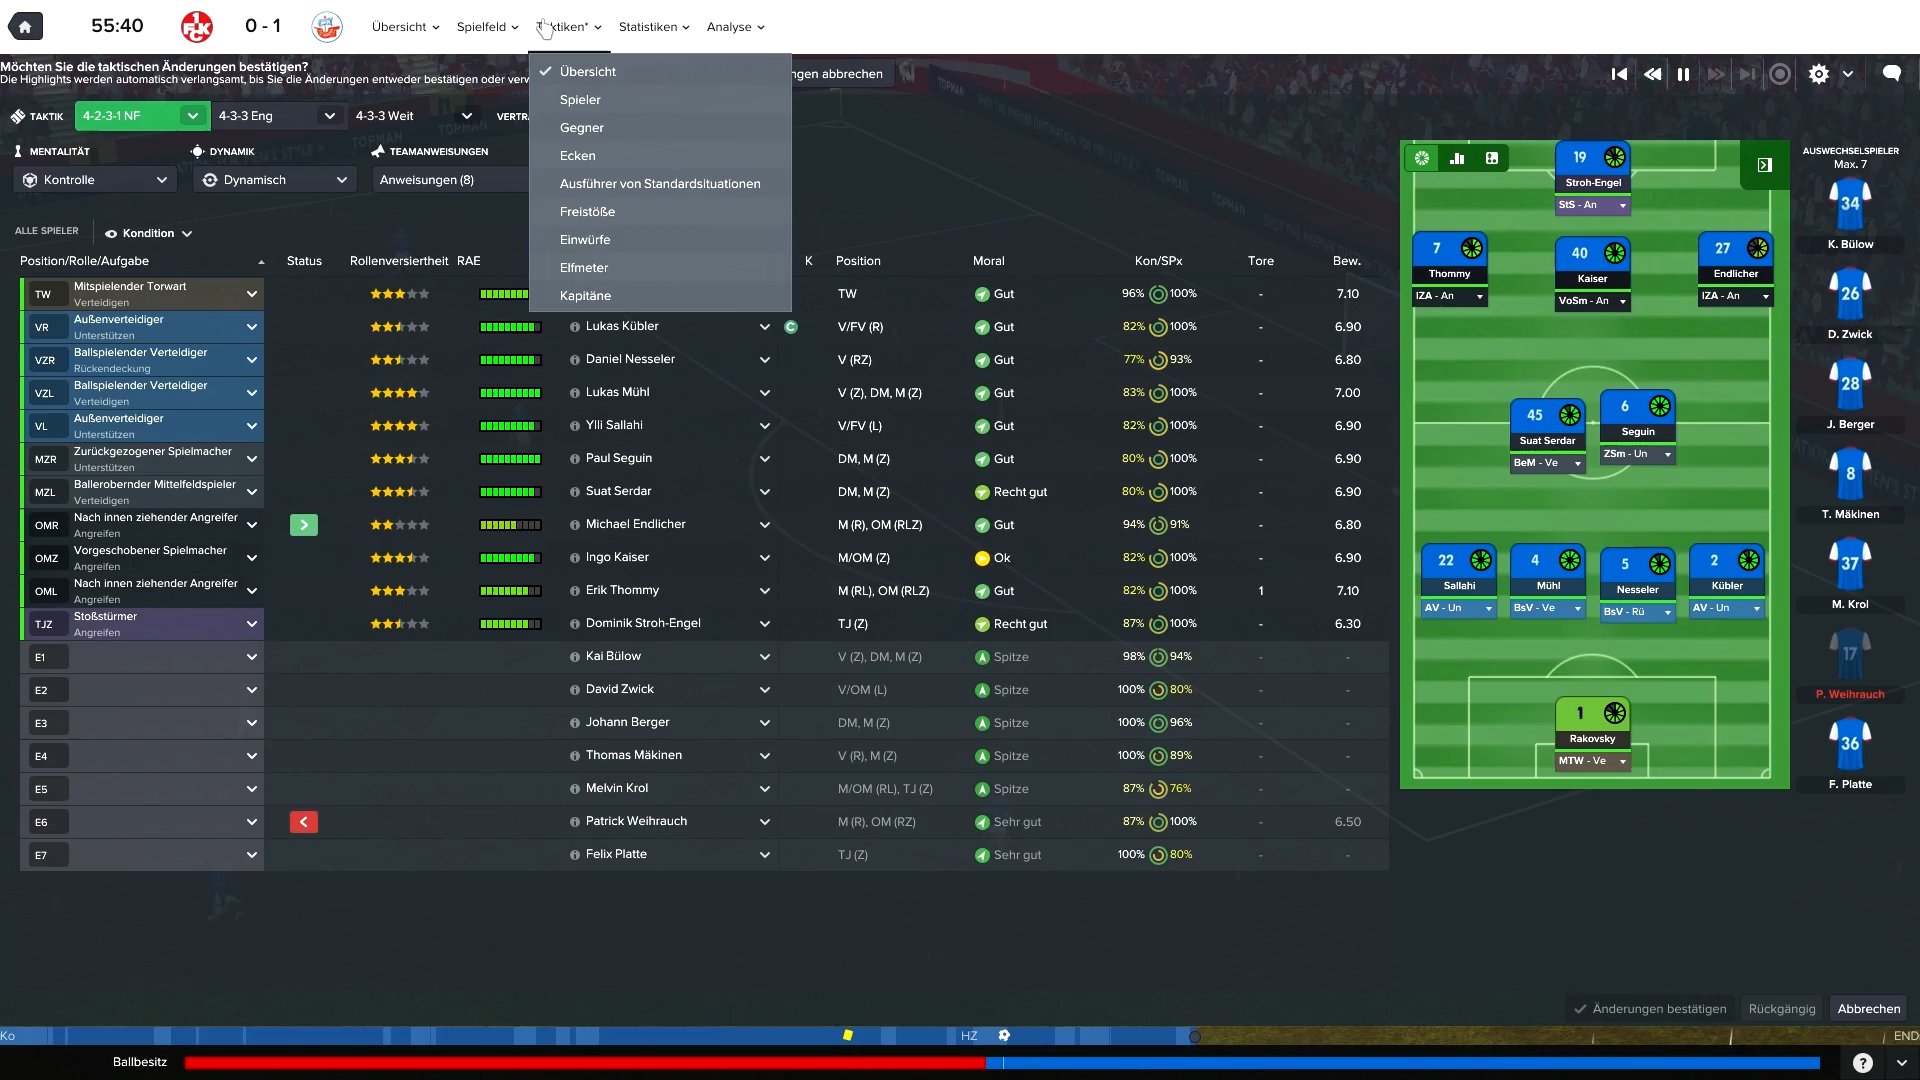 55:40
0 - 1
Übersicht
Spielfeld
Taktiken*
Statistiken
Analyse
Möchten Sie die taktischen Änderungen bestätigen?
Die Highlights werden automatisch verlangsamt, bis Sie die Änderungen entweder bestätigen oder verw
ngen abbrechen
Übersicht
Spieler
Gegner
Ecken
Ausführer von Standardsituationen
Freistöße
Einwürfe
Elfmeter
Kapitäne
TAKTIK
4-2-3-1 NF
4-3-3 Eng
4-3-3 Weit
VERTRA
MENTALITÄT
DYNAMIK
TEAMANWEISUNGEN
Kontrolle
Dynamisch
Anweisungen (8)
ALLE SPIELER
Kondition
Position/Rolle/Aufgabe Status Rollenversiertheit RAE K Position Moral Kon/SPx Tore Bew.
TW Mitspielender Torwart Verteidigen TW Gut 96% 100% - 7.10
VR Außenverteidiger Unterstützen Lukas Kübler C V/FV (R) Gut 82% 100% - 6.90
VZR Ballspielender Verteidiger Rückendeckung Daniel Nesseler V (RZ) Gut 77% 93% - 6.80
VZL Ballspielender Verteidiger Verteidigen Lukas Mühl V (Z), DM, M (Z) Gut 83% 100% - 7.00
VL Außenverteidiger Unterstützen Ylli Sallahi V/FV (L) Gut 82% 100% - 6.90
MZR Zurückgezogener Spielmacher Unterstützen Paul Seguin DM, M (Z) Gut 80% 100% - 6.90
MZL Ballerobernder Mittelfeldspieler Verteidigen Suat Serdar DM, M (Z) Recht gut 80% 100% - 6.90
OMR Nach innen ziehender Angreifer Angreifen Michael Endlicher M (R), OM (RLZ) Gut 94% 91% - 6.80
OMZ Vorgeschobener Spielmacher Angreifen Ingo Kaiser M/OM (Z) Ok 82% 100% - 6.90
OML Nach innen ziehender Angreifer Angreifen Erik Thommy M (RL), OM (RLZ) Gut 82% 100% 1 7.10
TJZ Stoßstürmer Angreifen Dominik Stroh-Engel TJ (Z) Recht gut 87% 100% - 6.30
E1 Kai Bülow V (Z), DM, M (Z) Spitze 98% 94% - -
E2 David Zwick V/OM (L) Spitze 100% 80% - -
E3 Johann Berger DM, M (Z) Spitze 100% 96% - -
E4 Thomas Mäkinen V (R), M (Z) Spitze 100% 89% - -
E5 Melvin Krol M/OM (RL), TJ (Z) Spitze 87% 76% - -
E6 Patrick Weihrauch M (R), OM (RZ) Sehr gut 87% 100% - 6.50
E7 Felix Platte TJ (Z) Sehr gut 100% 80% - -
19
Stroh-Engel
StS - An
7
Thommy
IZA - An
40
Kaiser
VoSm - An
27
Endlicher
IZA - An
45
Suat Serdar
BeM - Ve
6
Seguin
ZSm - Un
22
Sallahi
AV - Un
4
Mühl
BsV - Ve
5
Nesseler
BsV - Rü
2
Kübler
AV - Un
1
Rakovsky
MTW - Ve
AUSWECHSELSPIELER
Max. 7
34
K. Bülow
26
D. Zwick
28
J. Berger
8
T. Mäkinen
37
M. Krol
17
P. Weihrauch
36
F. Platte
Änderungen bestätigen
Rückgängig
Abbrechen
Ko
HZ
END
Ballbesitz